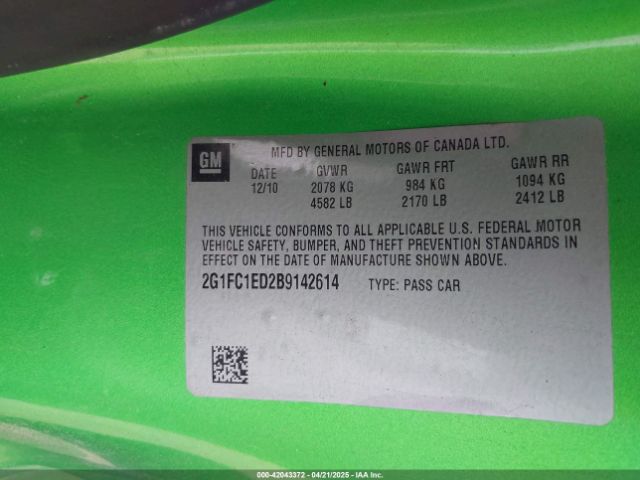 GM
MFD BY GENERAL MOTORS OF CANADA LTD.
DATE GVWR GAWR FRT GAWR RR
12/10 2078 KG 984 KG 1094 KG
4582 LB 2170 LB 2412 LB
THIS VEHICLE CONFORMS TO ALL APPLICABLE U.S. FEDERAL MOTOR
VEHICLE SAFETY, BUMPER, AND THEFT PREVENTION STANDARDS IN
EFFECT ON THE DATE OF MANUFACTURE SHOWN ABOVE.
2G1FC1ED2B9142614 TYPE: PASS CAR
000-42043372 - 04/21/2025 - IAA Inc.